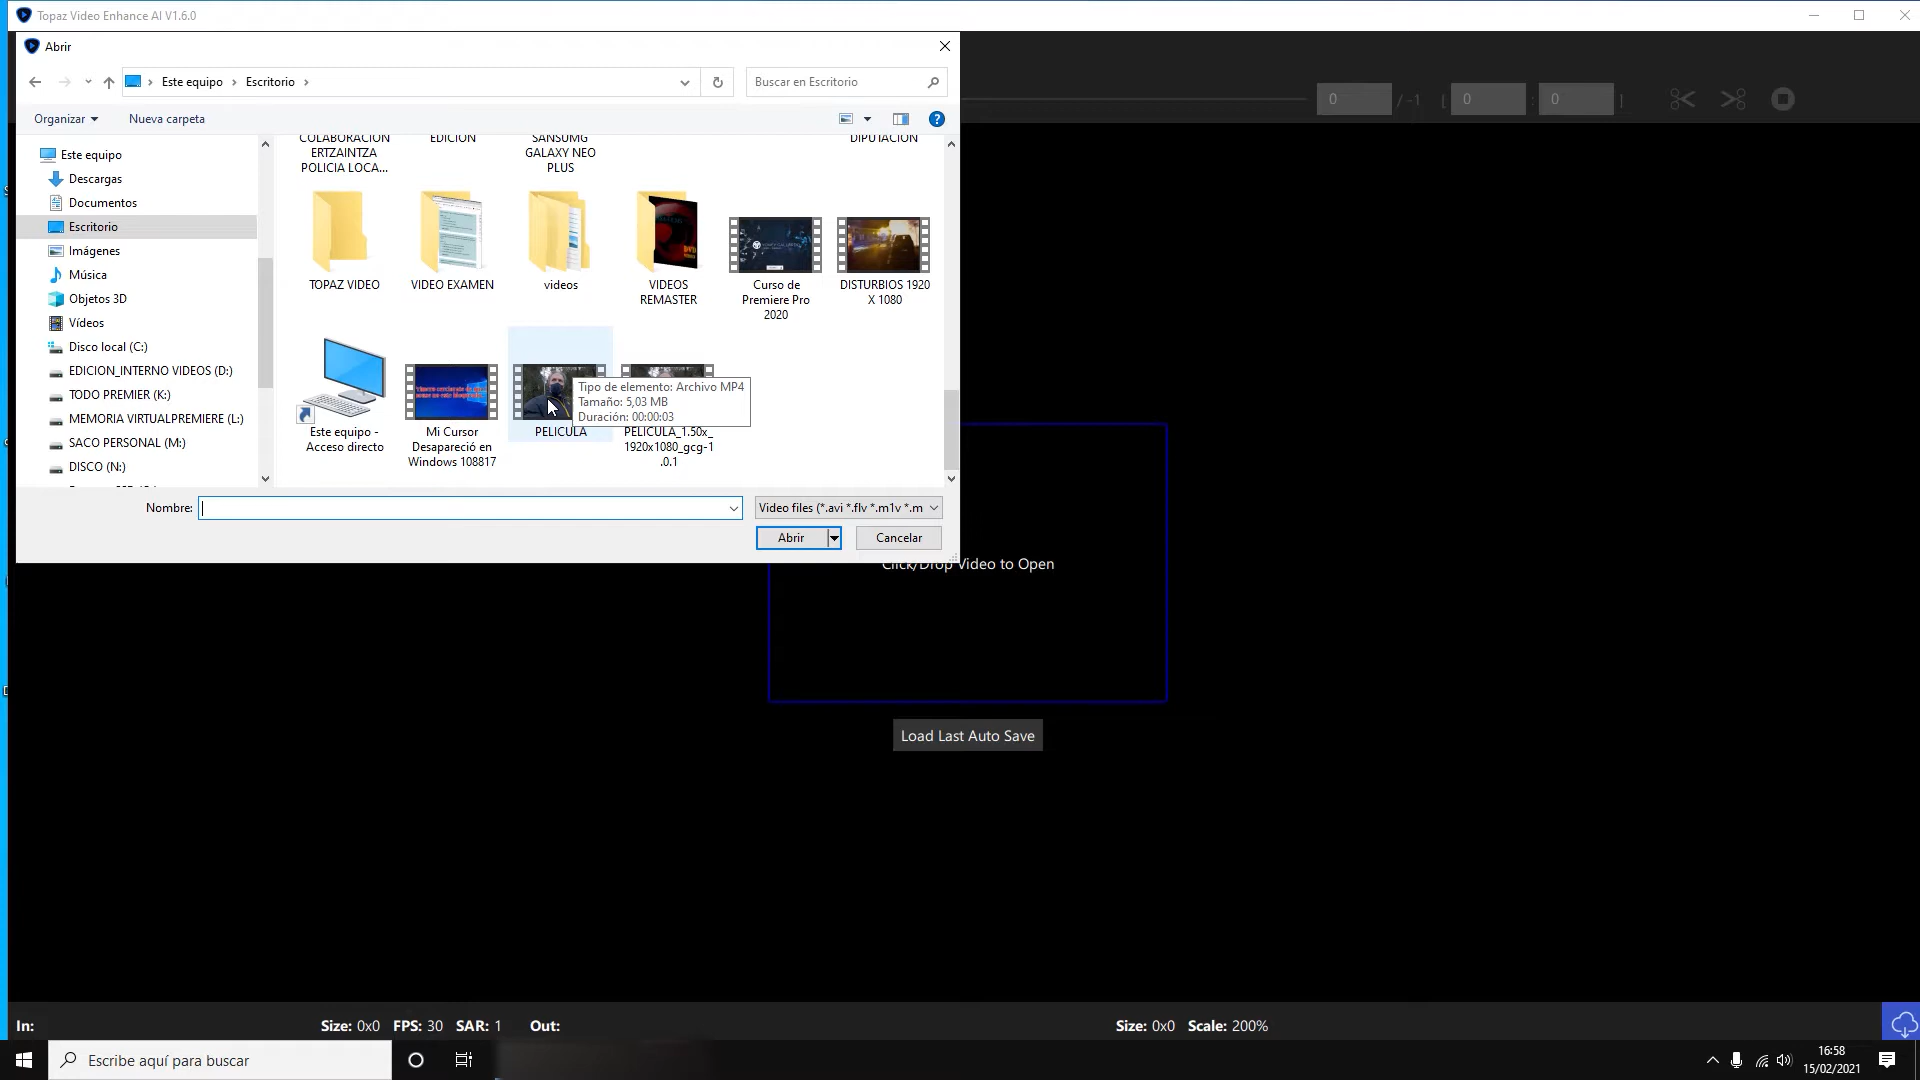 Topaz Video Enhance AI V1.6.0
Abrir
Este equipo
Escritorio
Buscar en Escritorio
0 / -1 [ 0 : 0 ]
Organizar
Nueva carpeta
Este equipo
Descargas
Documentos
Escritorio
Imágenes
Música
Objetos 3D
Vídeos
Disco local (C:)
EDICION_INTERNO VIDEOS (D:)
TODO PREMIER (K:)
MEMORIA VIRTUALPREMIERE (L:)
SACO PERSONAL (M:)
DISCO (N:)
COLABORACION
ERTZAINTZA
POLICIA LOCA...
EDICION
SANSUMG
GALAXY NEO
PLUS
DIPUTACION
TOPAZ VIDEO
VIDEO EXAMEN
videos
VIDEOS
REMASTER
Curso de
Premiere Pro
2020
DISTURBIOS 1920
X 1080
Este equipo -
Acceso directo
Mi Cursor
Desapareció en
Windows 108817
PELICULA
PELICULA_1.50x_
1920x1080_gcg-1
.0.1
Tipo de elemento: Archivo MP4
Tamaño: 5,03 MB
Duración: 00:00:03
Nombre:
Video files (*.avi *.flv *.m1v *.m
Abrir
Cancelar
Click/Drop Video to Open
Load Last Auto Save
In:
Size: 0x0 FPS: 30 SAR: 1
Out:
Size: 0x0 Scale: 200%
Escribe aquí para buscar
16:58
15/02/2021